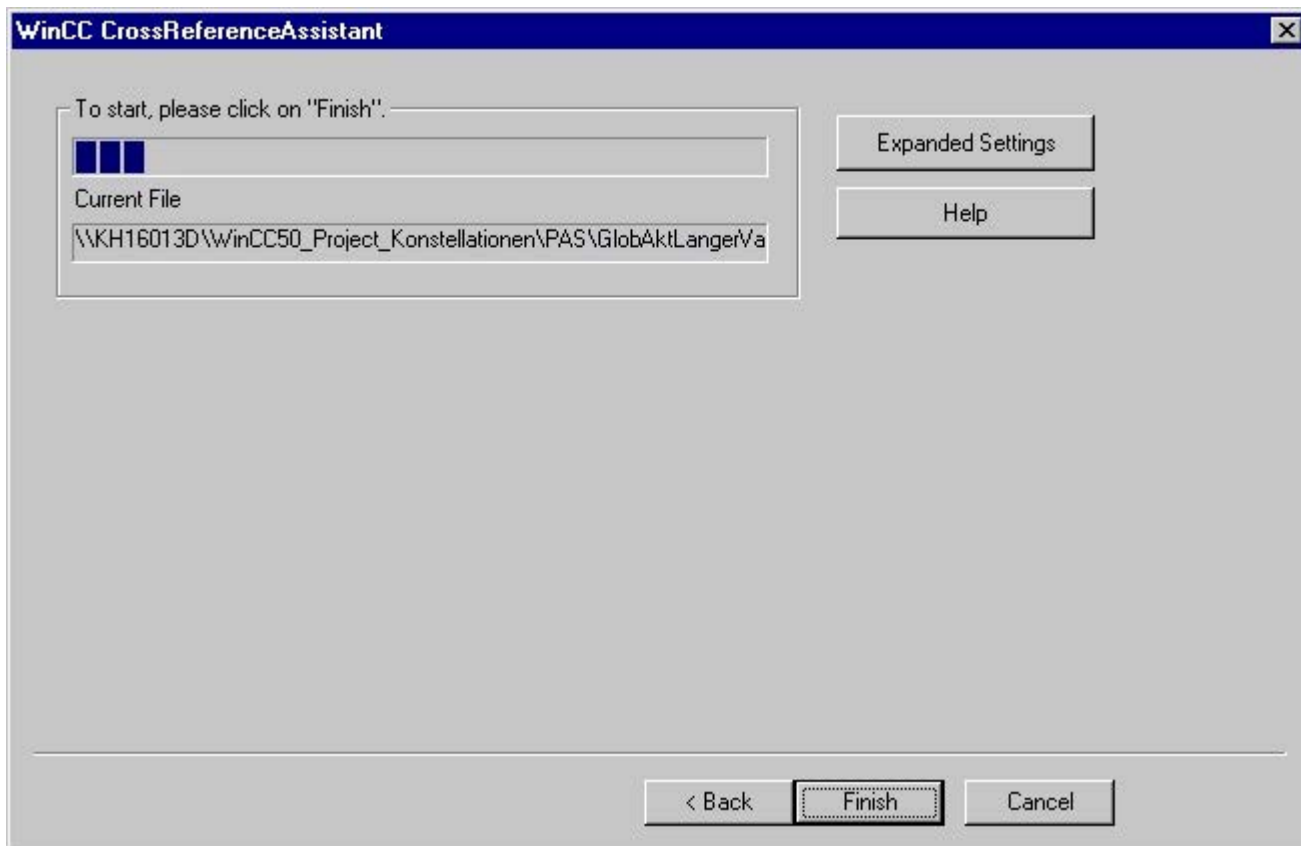 WinCC CrossReferenceAssistant
To start, please click on "Finish".
Expanded Settings
Current File
Help
\\KH16013D\WinCC50_Project_Konstellationen\PAS\GlobAktLangerVa
< Back
Finish
Cancel